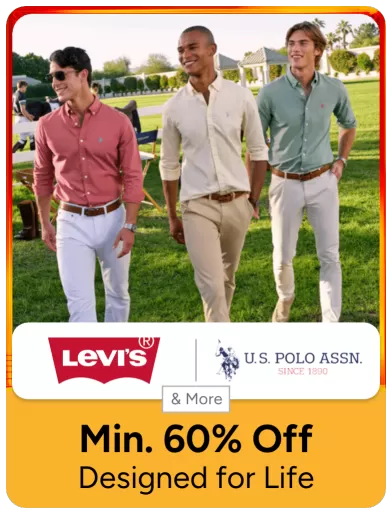 LEVI'S®
U.S. POLO ASSN.
SINCE 1890
& More
Min. 60% Off
Designed for Life